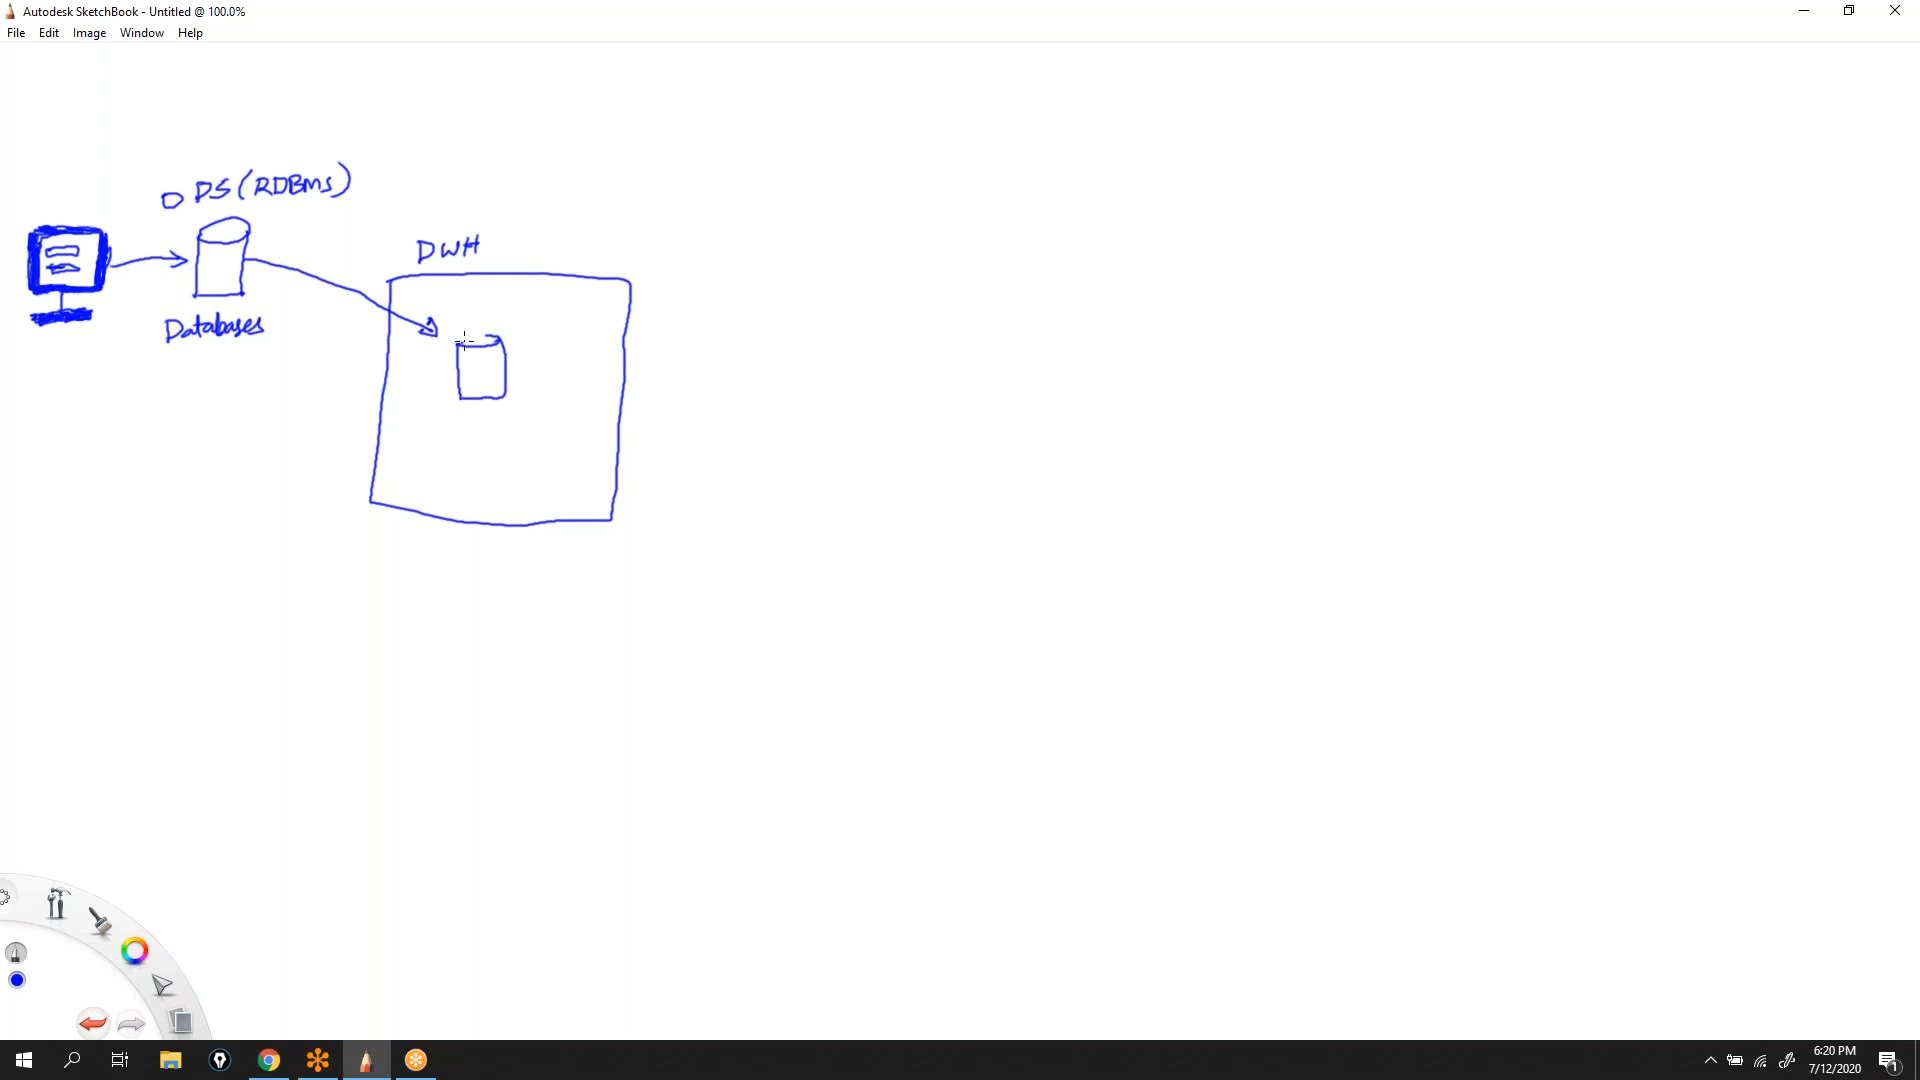 Autodesk SketchBook - Untitled @ 100.0%
File Edit Image Window Help
ODS (RDBMS)
DWH
Databases
6:20 PM
7/12/2020
1